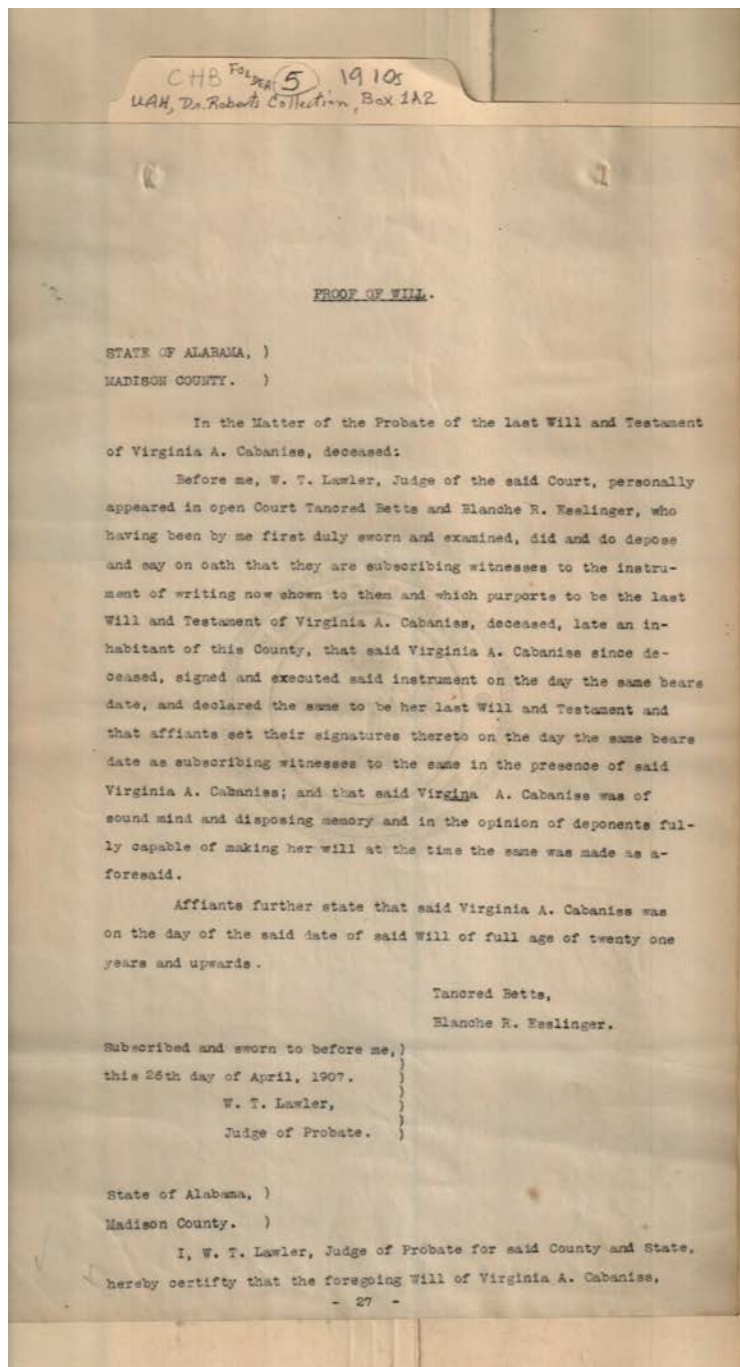 CHB FOLDER 5 1910s
UAH, Dr. Roberts Collection, Box 1A2
PROOF OF WILL.
STATE OF ALABAMA, )
MADISON COUNTY. )
In the Matter of the Probate of the last Will and Testament
of Virginia A. Cabaniss, deceased:
Before me, W. T. Lawler, Judge of the said Court, personally
appeared in open Court Tancred Betts and Blanche R. Esslinger, who
having been by me first duly sworn and examined, did and do depose
and say on oath that they are subscribing witnesses to the instru-
ment of writing now shown to them and which purports to be the last
Will and Testament of Virginia A. Cabaniss, deceased, late an in-
habitant of this County, that said Virginia A. Cabaniss since de-
ceased, signed and executed said instrument on the day the same bears
date, and declared the same to be her last Will and Testament and
that affiants set their signatures thereto on the day the same bears
date as subscribing witnesses to the same in the presence of said
Virginia A. Cabaniss; and that said Virgina A. Cabaniss was of
sound mind and disposing memory and in the opinion of deponents ful-
ly capable of making her will at the time the same was made as a-
foresaid.
Affiants further state that said Virginia A. Cabaniss was
on the day of the said date of said Will of full age of twenty one
years and upwards.
Tancred Betts,
Blanche R. Esslinger.
Subscribed and sworn to before me, )
this 26th day of April, 1907. )
W. T. Lawler, )
Judge of Probate. )
State of Alabama, )
Madison County. )
I, W. T. Lawler, Judge of Probate for said County and State,
hereby certifty that the foregoing Will of Virginia A. Cabaniss,
- 27 -